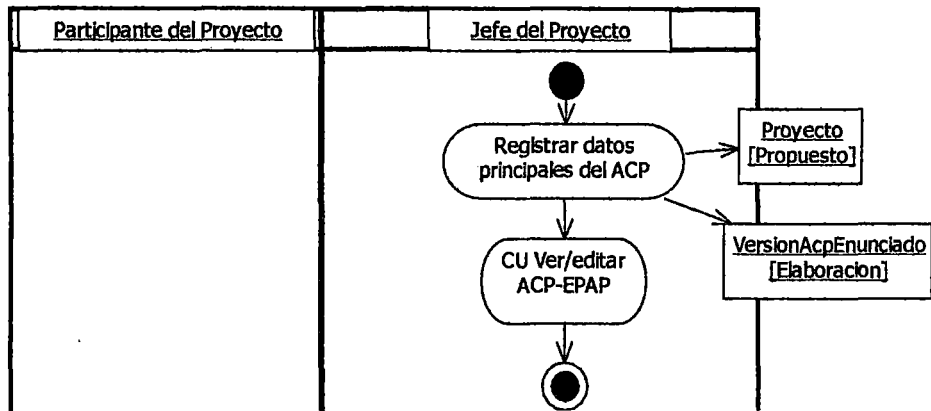 Participante del Proyecto
Jefe del Proyecto
Registrar datos
principales del ACP
Proyecto
[Propuesto]
VersionAcpEnunciado
[Elaboracion]
CU Ver/editar
ACP-EPAP